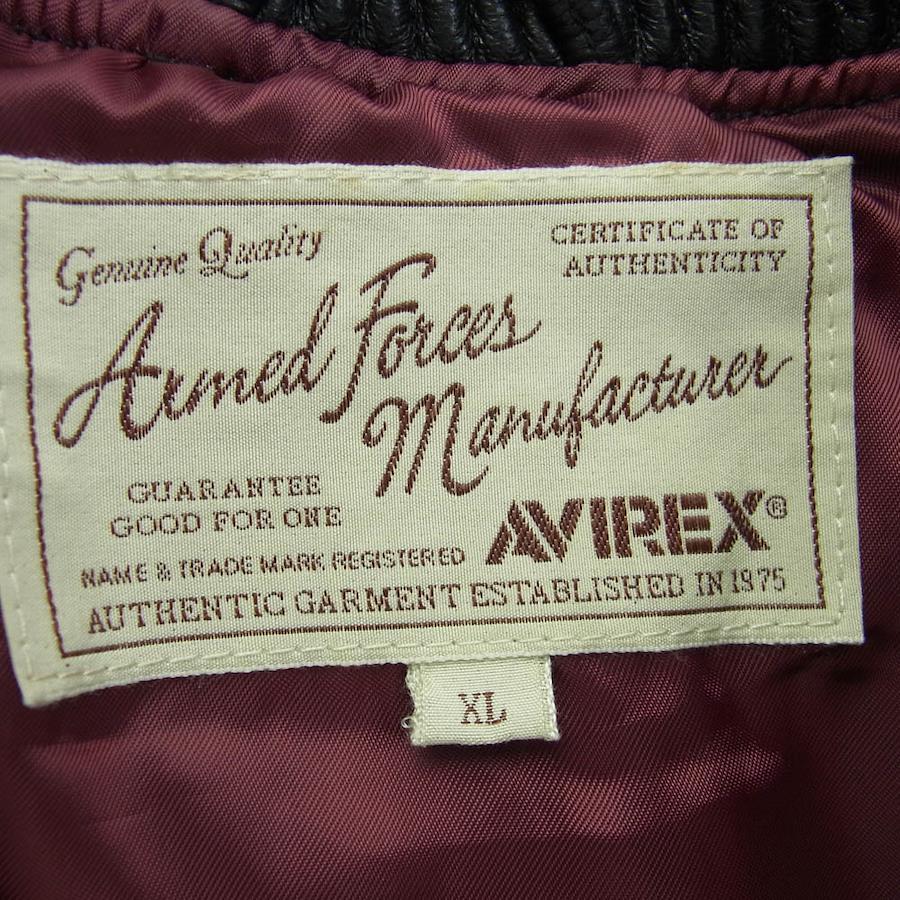 Genuine Quality
CERTIFICATE OF
AUTHENTICITY
Armed Forces
Manufacturer
GUARANTEE
GOOD FOR ONE
AVIREX®
NAME & TRADE MARK REGISTERED
AUTHENTIC GARMENT ESTABLISHED IN 1975
XL